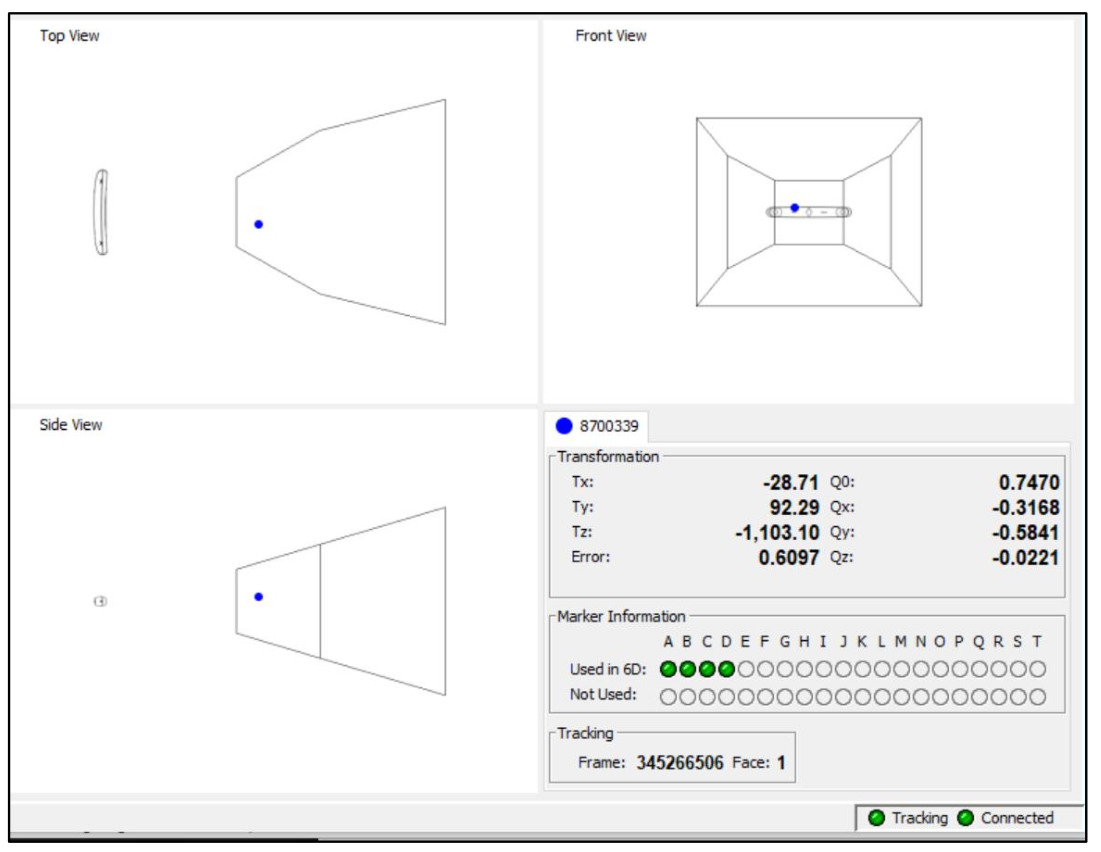 Top View
Front View
Side View
8700339
Transformation
Tx: -28.71 Q0: 0.7470
Ty: 92.29 Qx: -0.3168
Tz: -1,103.10 Qy: -0.5841
Error: 0.6097 Qz: -0.0221
Marker Information
A B C D E F G H I J K L M N O P Q R S T
Used in 6D:
Not Used:
Tracking
Frame: 345266506 Face: 1
Tracking Connected